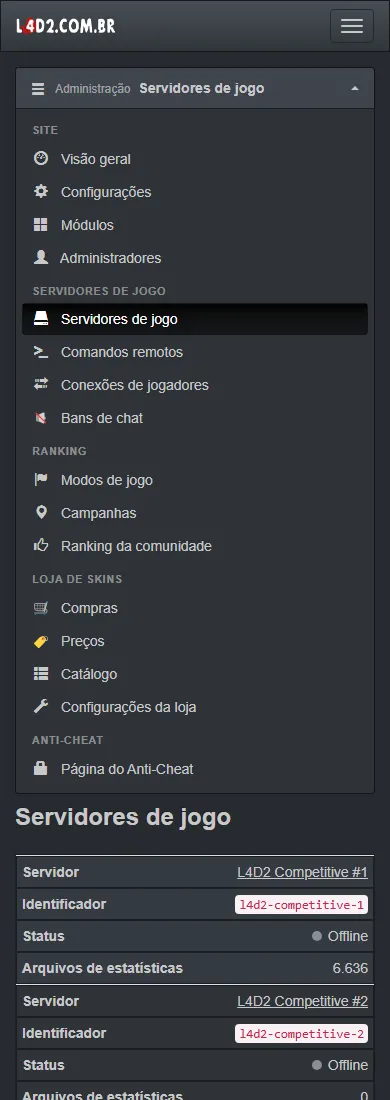 L4D2.COM.BR
Administração Servidores de jogo
SITE
Visão geral
Configurações
Módulos
Administradores
SERVIDORES DE JOGO
Servidores de jogo
Comandos remotos
Conexões de jogadores
Bans de chat
RANKING
Modos de jogo
Campanhas
Ranking da comunidade
LOJA DE SKINS
Compras
Preços
Catálogo
Configurações da loja
ANTI-CHEAT
Página do Anti-Cheat
Servidores de jogo
Servidor L4D2 Competitive #1
Identificador l4d2-competitive-1
Status Offline
Arquivos de estatísticas 6.636
Servidor L4D2 Competitive #2
Identificador l4d2-competitive-2
Status Offline
Arquivos de estatísticas 0